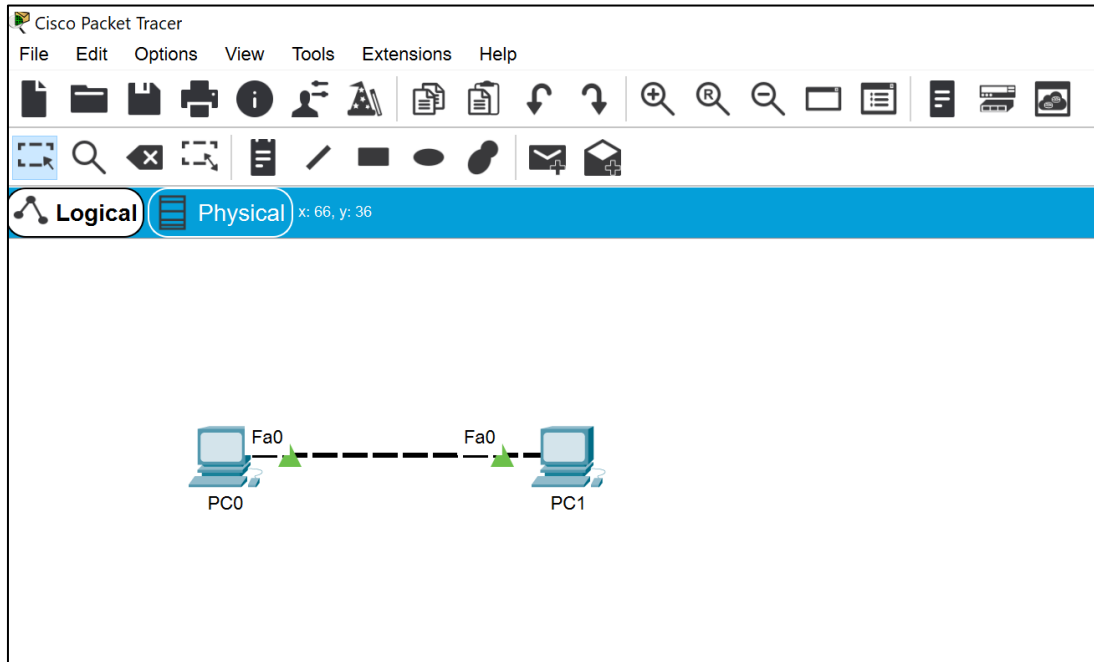 Cisco Packet Tracer
File Edit Options View Tools Extensions Help
Logical Physical x: 66, y: 36
Fa0 Fa0
PC0 PC1